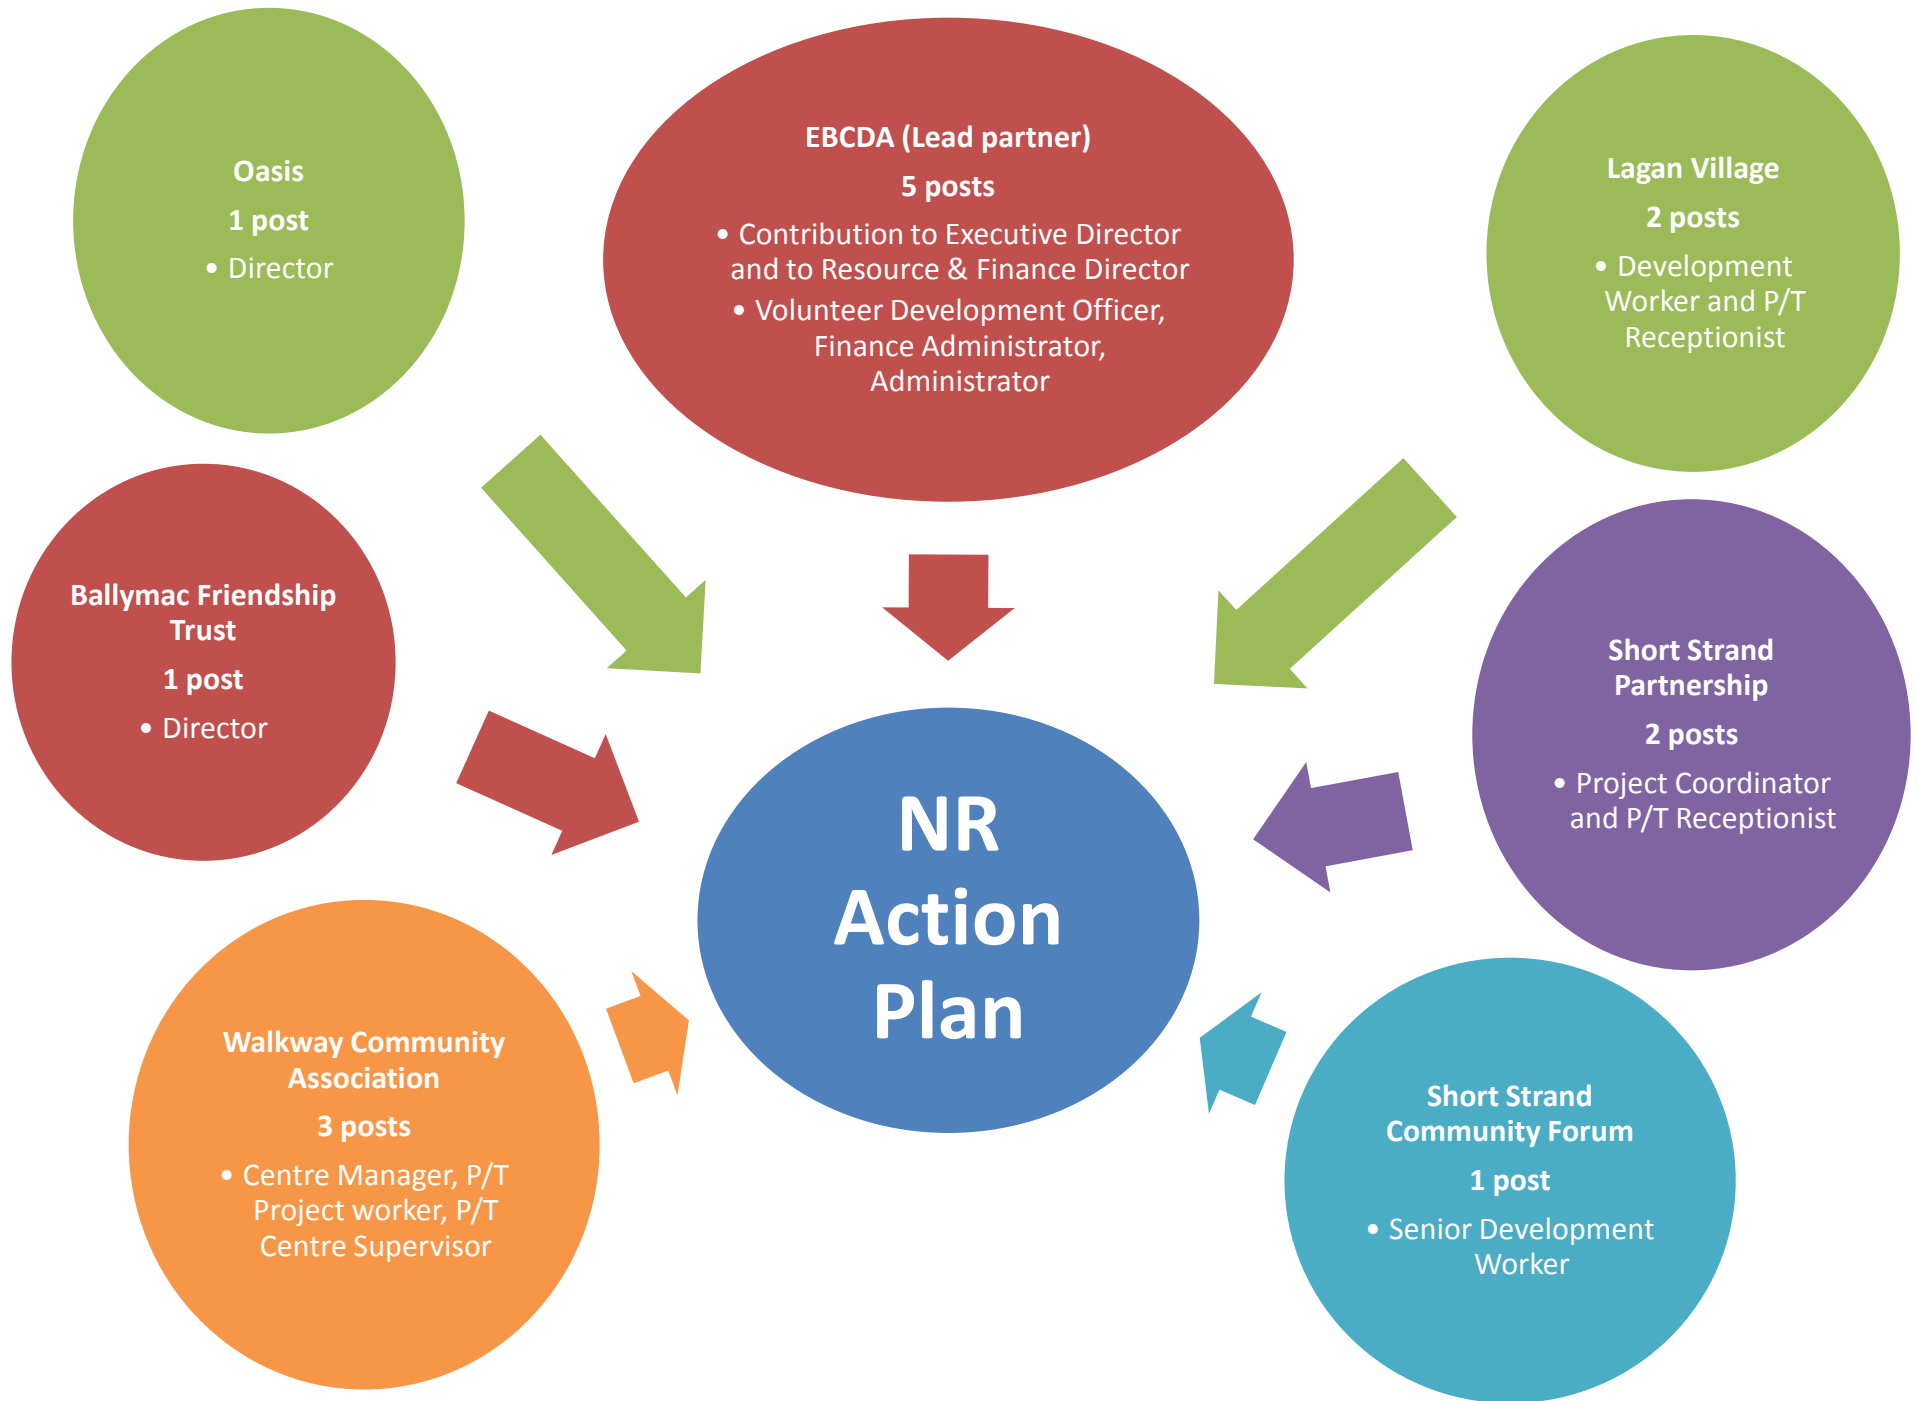 Oasis
1 post
• Director
EBCDA (Lead partner)
5 posts
• Contribution to Executive Director
and to Resource & Finance Director
• Volunteer Development Officer,
Finance Administrator,
Administrator
Lagan Village
2 posts
• Development
Worker and P/T
Receptionist
Ballymac Friendship
Trust
1 post
• Director
Short Strand
Partnership
2 posts
• Project Coordinator
and P/T Receptionist
NR
Action
Plan
Walkway Community
Association
3 posts
• Centre Manager, P/T
Project worker, P/T
Centre Supervisor
Short Strand
Community Forum
1 post
• Senior Development
Worker